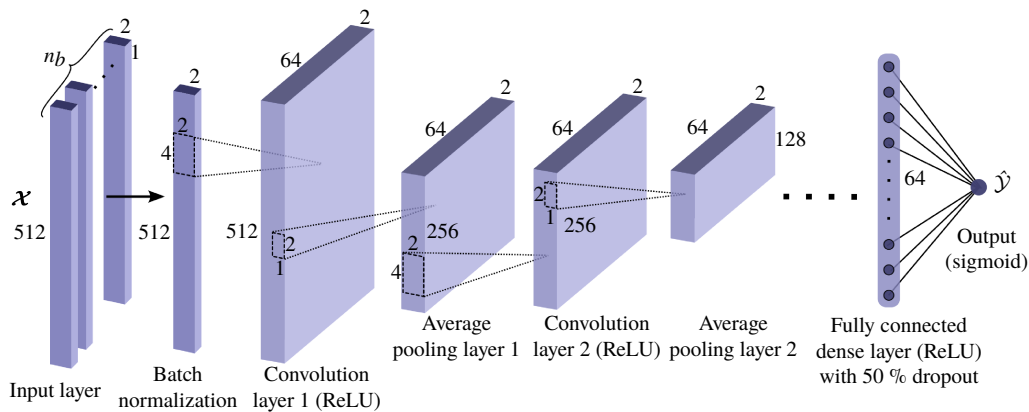 n_b
2
1
𝒙
512
Input layer
2
2
4
512
Batch
normalization
64
2
512
2
1
Convolution
layer 1 (ReLU)
64
2
256
2
4
Average
pooling layer 1
64
2
2
1
256
Convolution
layer 2 (ReLU)
64
2
128
Average
pooling layer 2
64
Fully connected
dense layer (ReLU)
with 50 % dropout
ŷ
Output
(sigmoid)